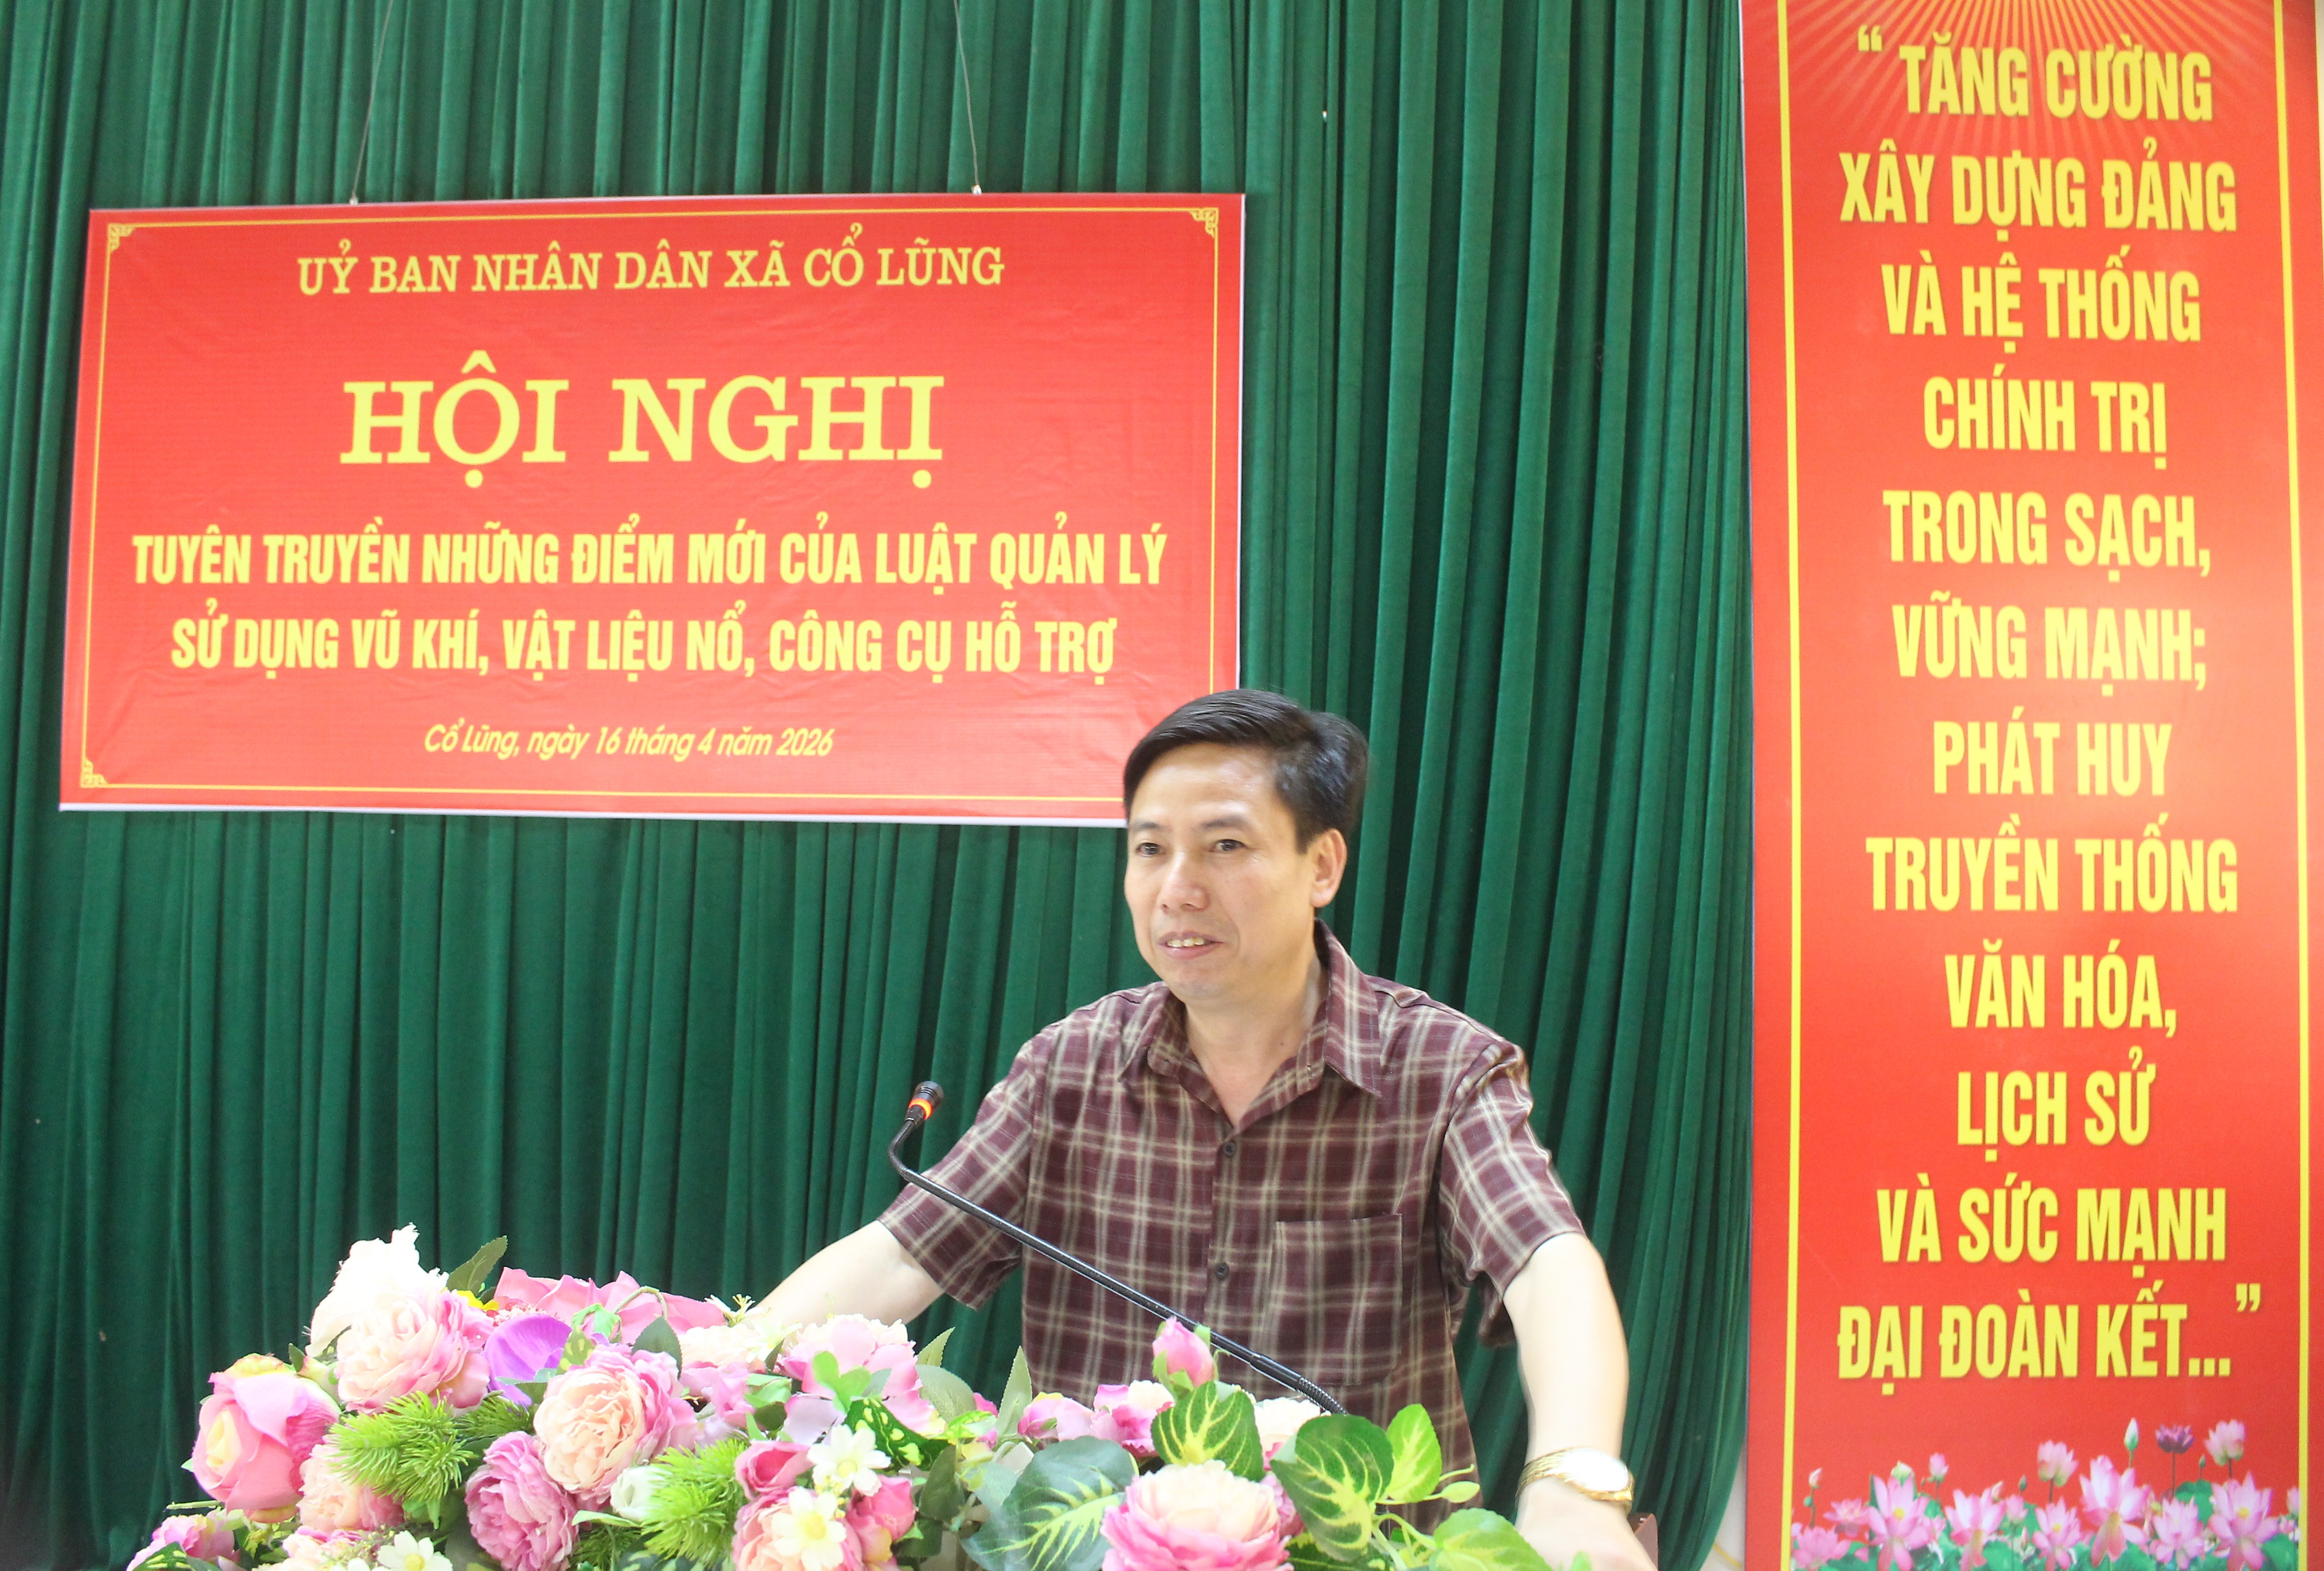 UỶ BAN NHÂN DÂN XÃ CỔ LŨNG
HỘI NGHỊ
TUYÊN TRUYỀN NHỮNG ĐIỂM MỚI CỦA LUẬT QUẢN LÝ
SỬ DỤNG VŨ KHÍ, VẬT LIỆU NỔ, CÔNG CỤ HỖ TRỢ
Cổ Lũng, ngày 16 tháng 4 năm 2026
“ TĂNG CƯỜNG
XÂY DỰNG ĐẢNG
VÀ HỆ THỐNG
CHÍNH TRỊ
TRONG SẠCH,
VỮNG MẠNH;
PHÁT HUY
TRUYỀN THỐNG
VĂN HÓA,
LỊCH SỬ
VÀ SỨC MẠNH
ĐẠI ĐOÀN KẾT... ”